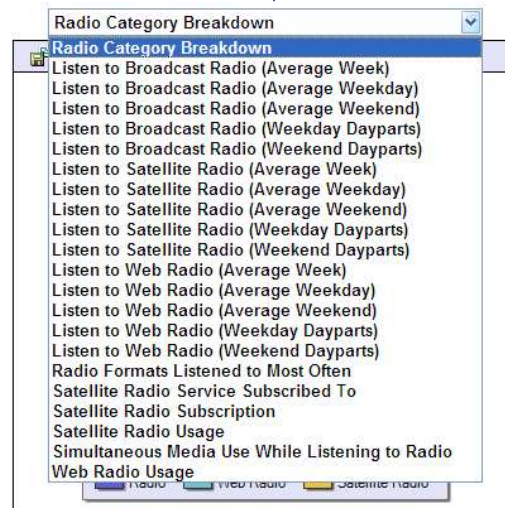 Radio Category Breakdown
Radio Category Breakdown
Listen to Broadcast Radio (Average Week)
Listen to Broadcast Radio (Average Weekday)
Listen to Broadcast Radio (Average Weekend)
Listen to Broadcast Radio (Weekday Dayparts)
Listen to Broadcast Radio (Weekend Dayparts)
Listen to Satellite Radio (Average Week)
Listen to Satellite Radio (Average Weekday)
Listen to Satellite Radio (Average Weekend)
Listen to Satellite Radio (Weekday Dayparts)
Listen to Satellite Radio (Weekend Dayparts)
Listen to Web Radio (Average Week)
Listen to Web Radio (Average Weekday)
Listen to Web Radio (Average Weekend)
Listen to Web Radio (Weekday Dayparts)
Listen to Web Radio (Weekend Dayparts)
Radio Formats Listened to Most Often
Satellite Radio Service Subscribed To
Satellite Radio Subscription
Satellite Radio Usage
Simultaneous Media Use While Listening to Radio
Web Radio Usage
Radio Web Radio Satellite Radio